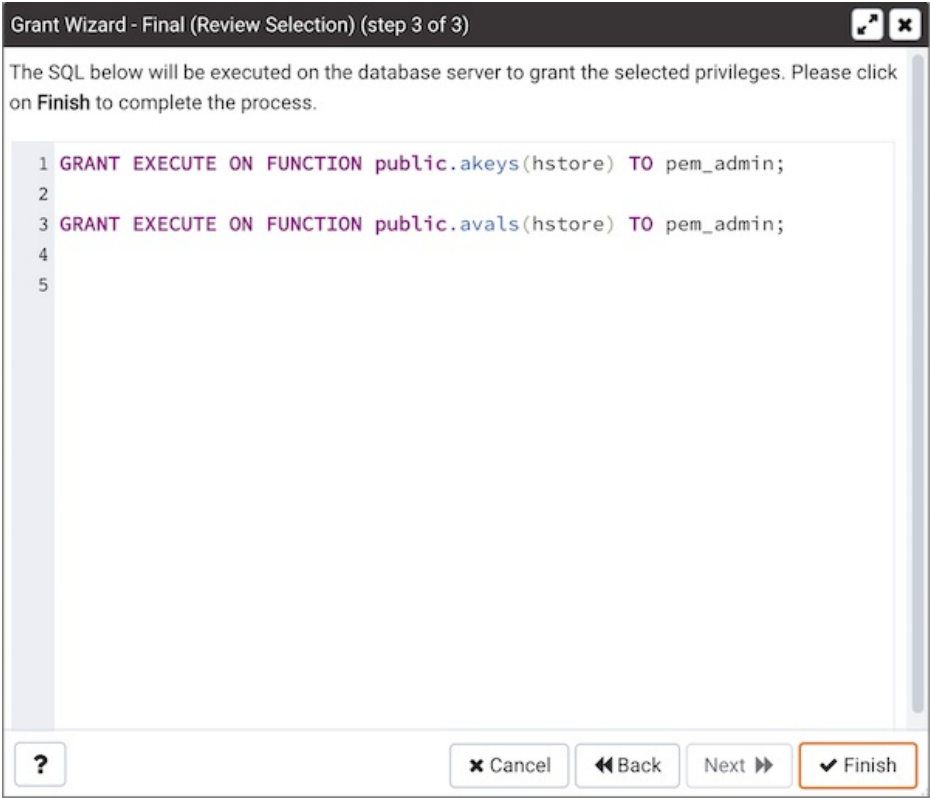 Grant Wizard - Final (Review Selection) (step 3 of 3)
The SQL below will be executed on the database server to grant the selected privileges. Please click
on Finish to complete the process.
1 GRANT EXECUTE ON FUNCTION public.akeys(hstore) TO pem_admin;
2
3 GRANT EXECUTE ON FUNCTION public.avals(hstore) TO pem_admin;
4
5
? Cancel Back Next Finish